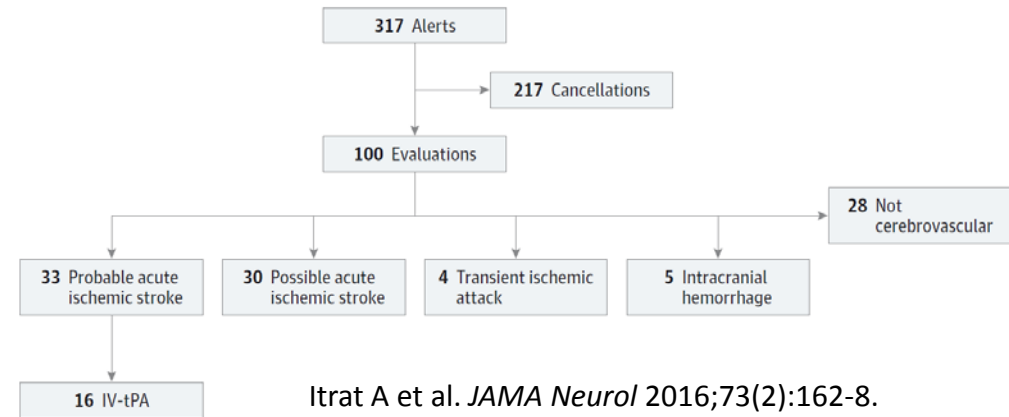 317 Alerts
217 Cancellations
100 Evaluations
28 Not
cerebrovascular
33 Probable acute
ischemic stroke
30 Possible acute
ischemic stroke
4 Transient ischemic
attack
5 Intracranial
hemorrhage
16 IV-tPA
Itrat A et al. JAMA Neurol 2016;73(2):162-8.